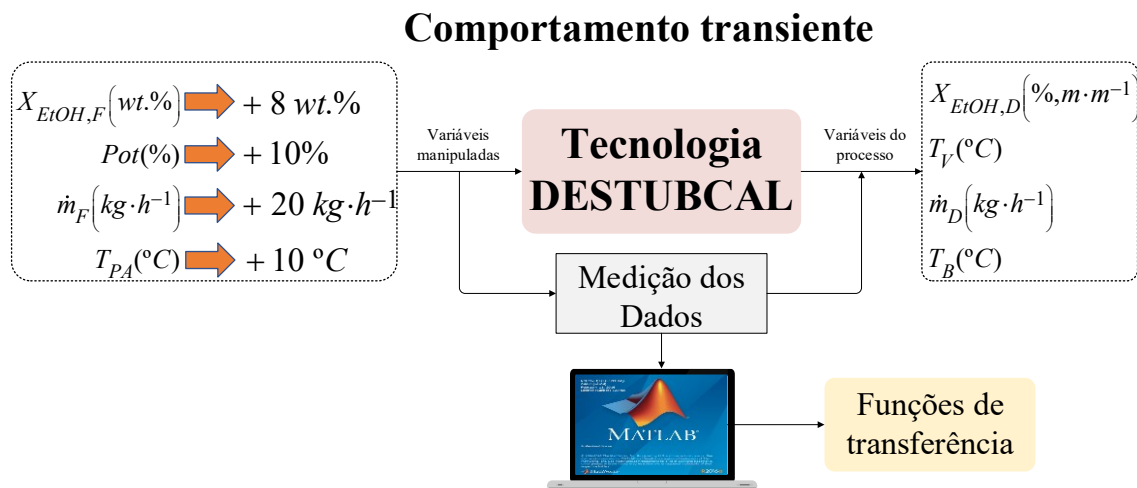 Comportamento transiente
X_EtOH,F(wt.%) + 8 wt.%
Pot(%) + 10%
ṁ_F(kg·h⁻¹) + 20 kg·h⁻¹
T_PA(ºC) + 10 ºC
Variáveis
manipuladas
Tecnologia
DESTUBCAL
Variáveis do
processo
X_EtOH,D(%,m·m⁻¹)
T_V(ºC)
ṁ_D(kg·h⁻¹)
T_B(ºC)
Medição dos
Dados
MATLAB®
Funções de
transferência